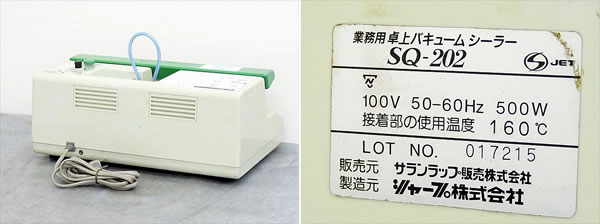 業務用 卓上バキューム シーラー
SQ-202
JET
100V 50-60Hz 500W
接着部の使用温度 160℃
LOT NO. 017215
販売元 サランラップ販売株式会社
製造元 シャープ株式会社